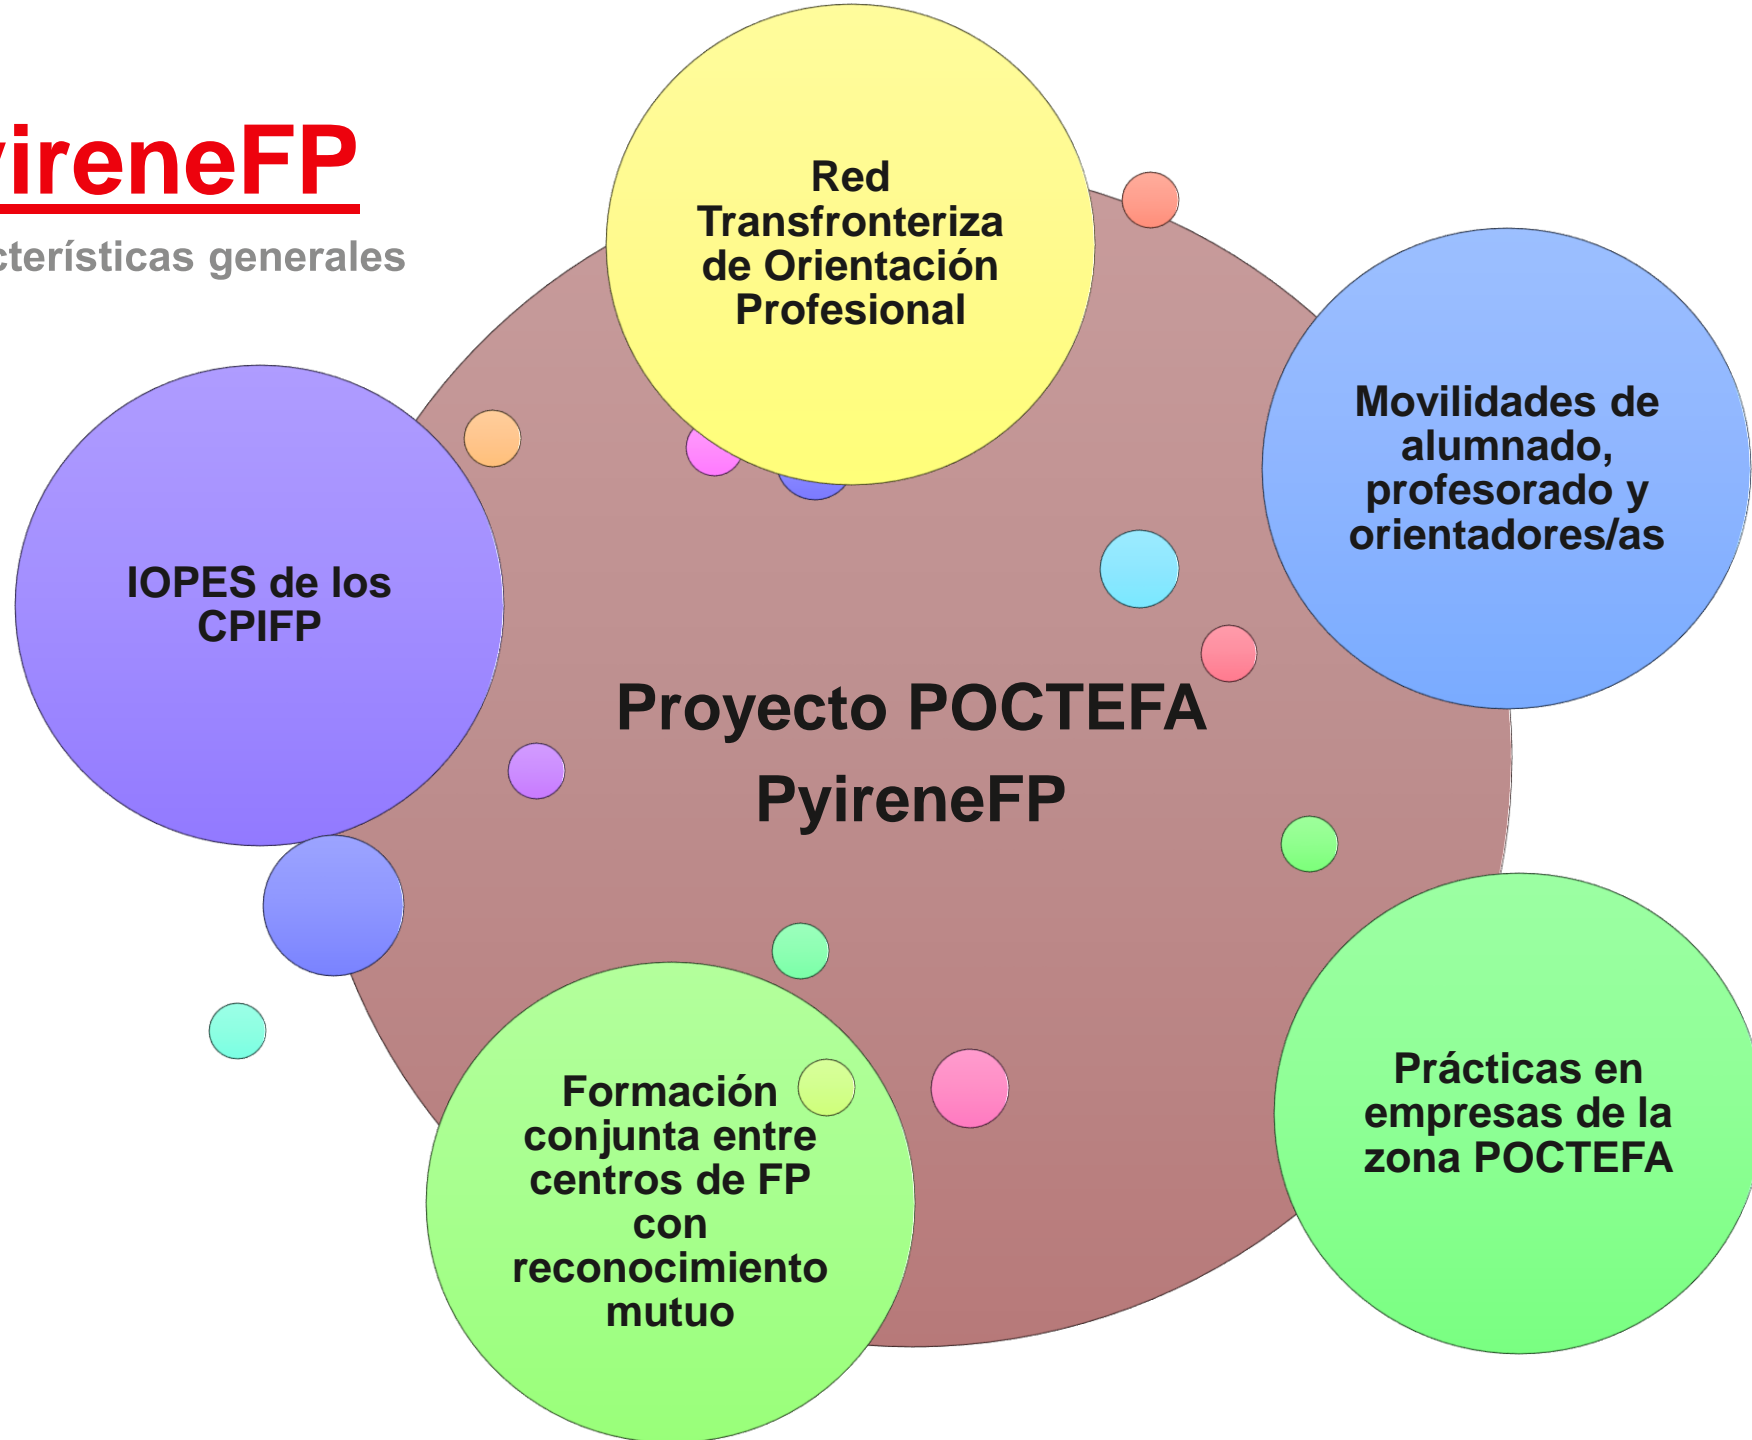 yireneFP
cterísticas generales
Red
Transfronteriza
de Orientación
Profesional
Movilidades de
alumnado,
profesorado y
orientadores/as
IOPES de los
CPIFP
Proyecto POCTEFA
PyireneFP
Formación
conjunta entre
centros de FP
con
reconocimiento
mutuo
Prácticas en
empresas de la
zona POCTEFA